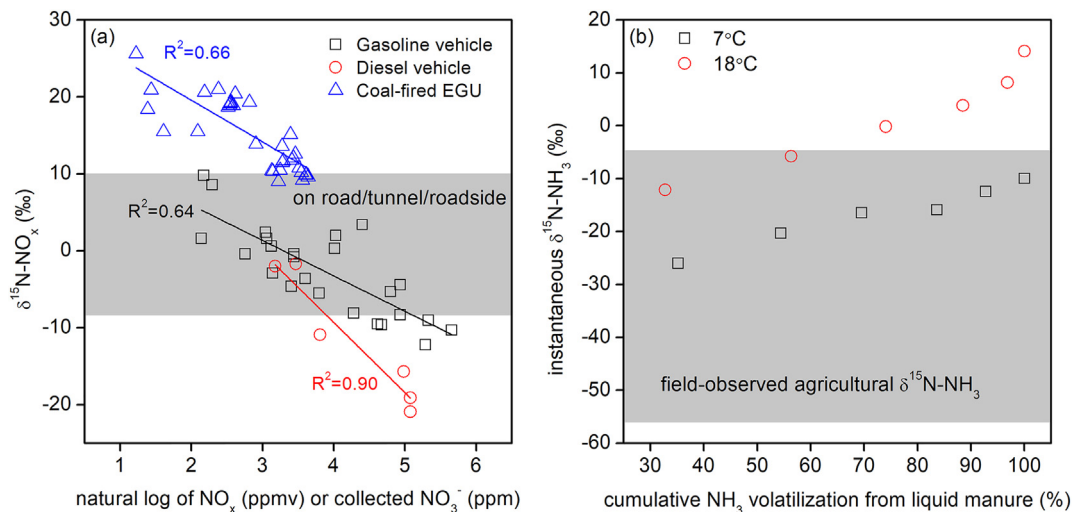 (a)
R²=0.66
Gasoline vehicle
Diesel vehicle
Coal-fired EGU
on road/tunnel/roadside
R²=0.64
R²=0.90
30
20
10
0
-10
-20
δ¹⁵N-NOₓ (‰)
1 2 3 4 5 6
natural log of NOₓ (ppmv) or collected NO₃⁻ (ppm)
(b)
7°C
18°C
field-observed agricultural δ¹⁵N-NH₃
20
10
0
-10
-20
-30
-40
-50
-60
instantaneous δ¹⁵N-NH₃ (‰)
30 40 50 60 70 80 90 100
cumulative NH₃ volatilization from liquid manure (%)